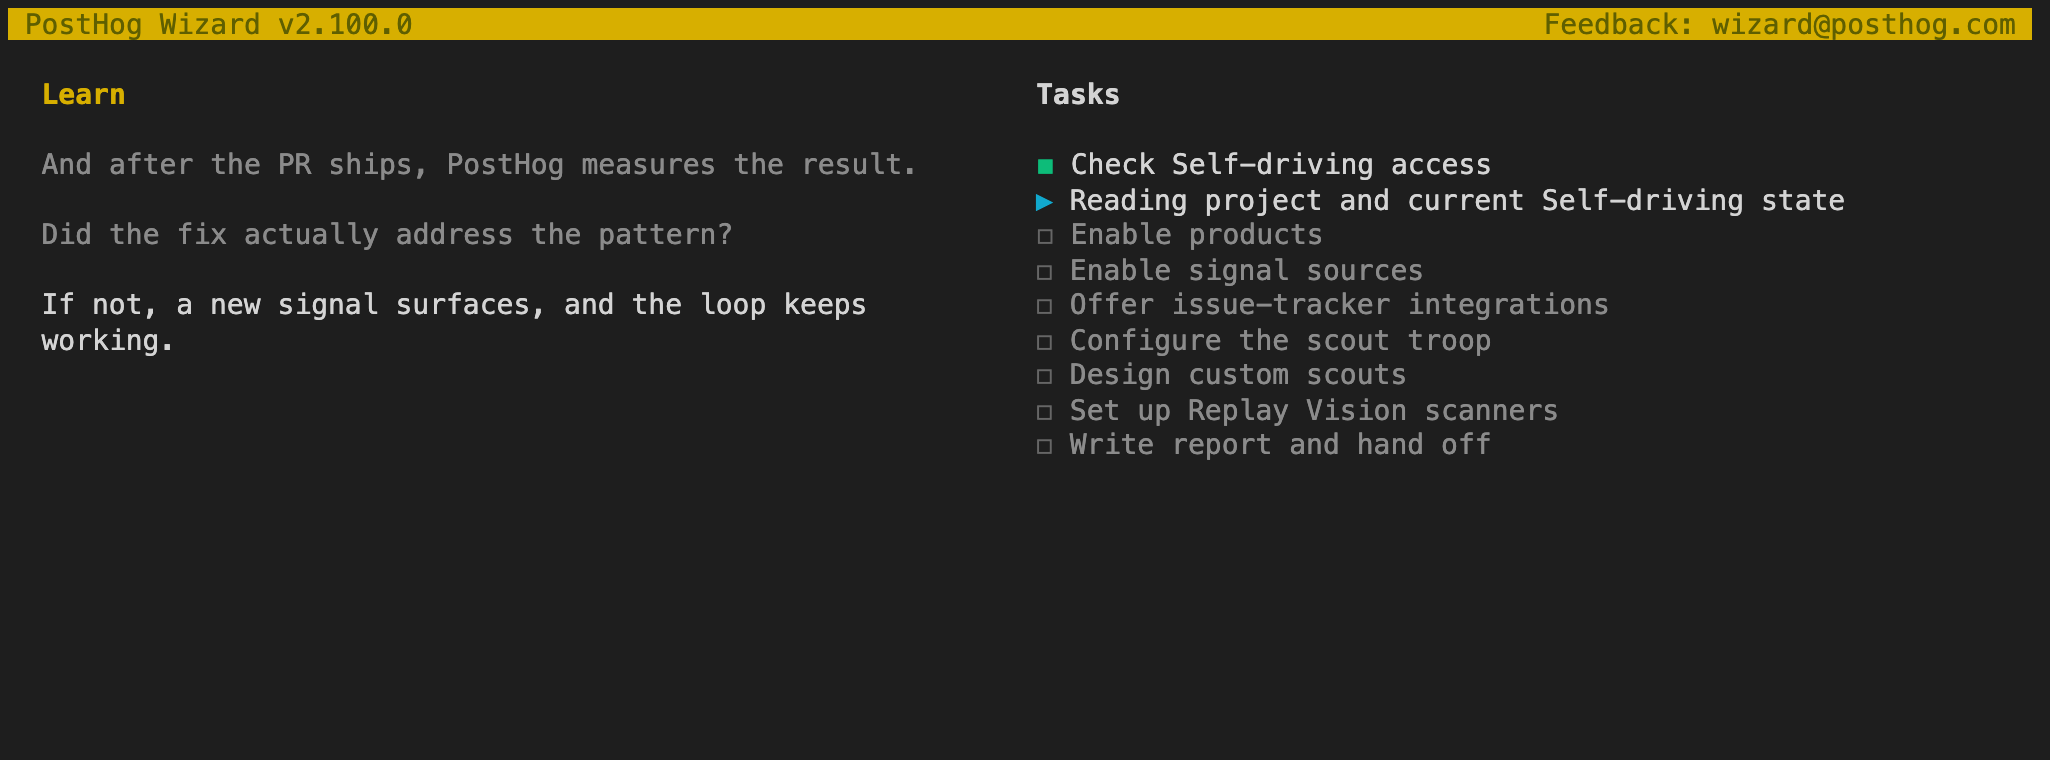 PostHog Wizard v2.100.0
Feedback: wizard@posthog.com
Learn
And after the PR ships, PostHog measures the result.
Did the fix actually address the pattern?
If not, a new signal surfaces, and the loop keeps
working.
Tasks
Check Self-driving access
Reading project and current Self-driving state
Enable products
Enable signal sources
Offer issue-tracker integrations
Configure the scout troop
Design custom scouts
Set up Replay Vision scanners
Write report and hand off